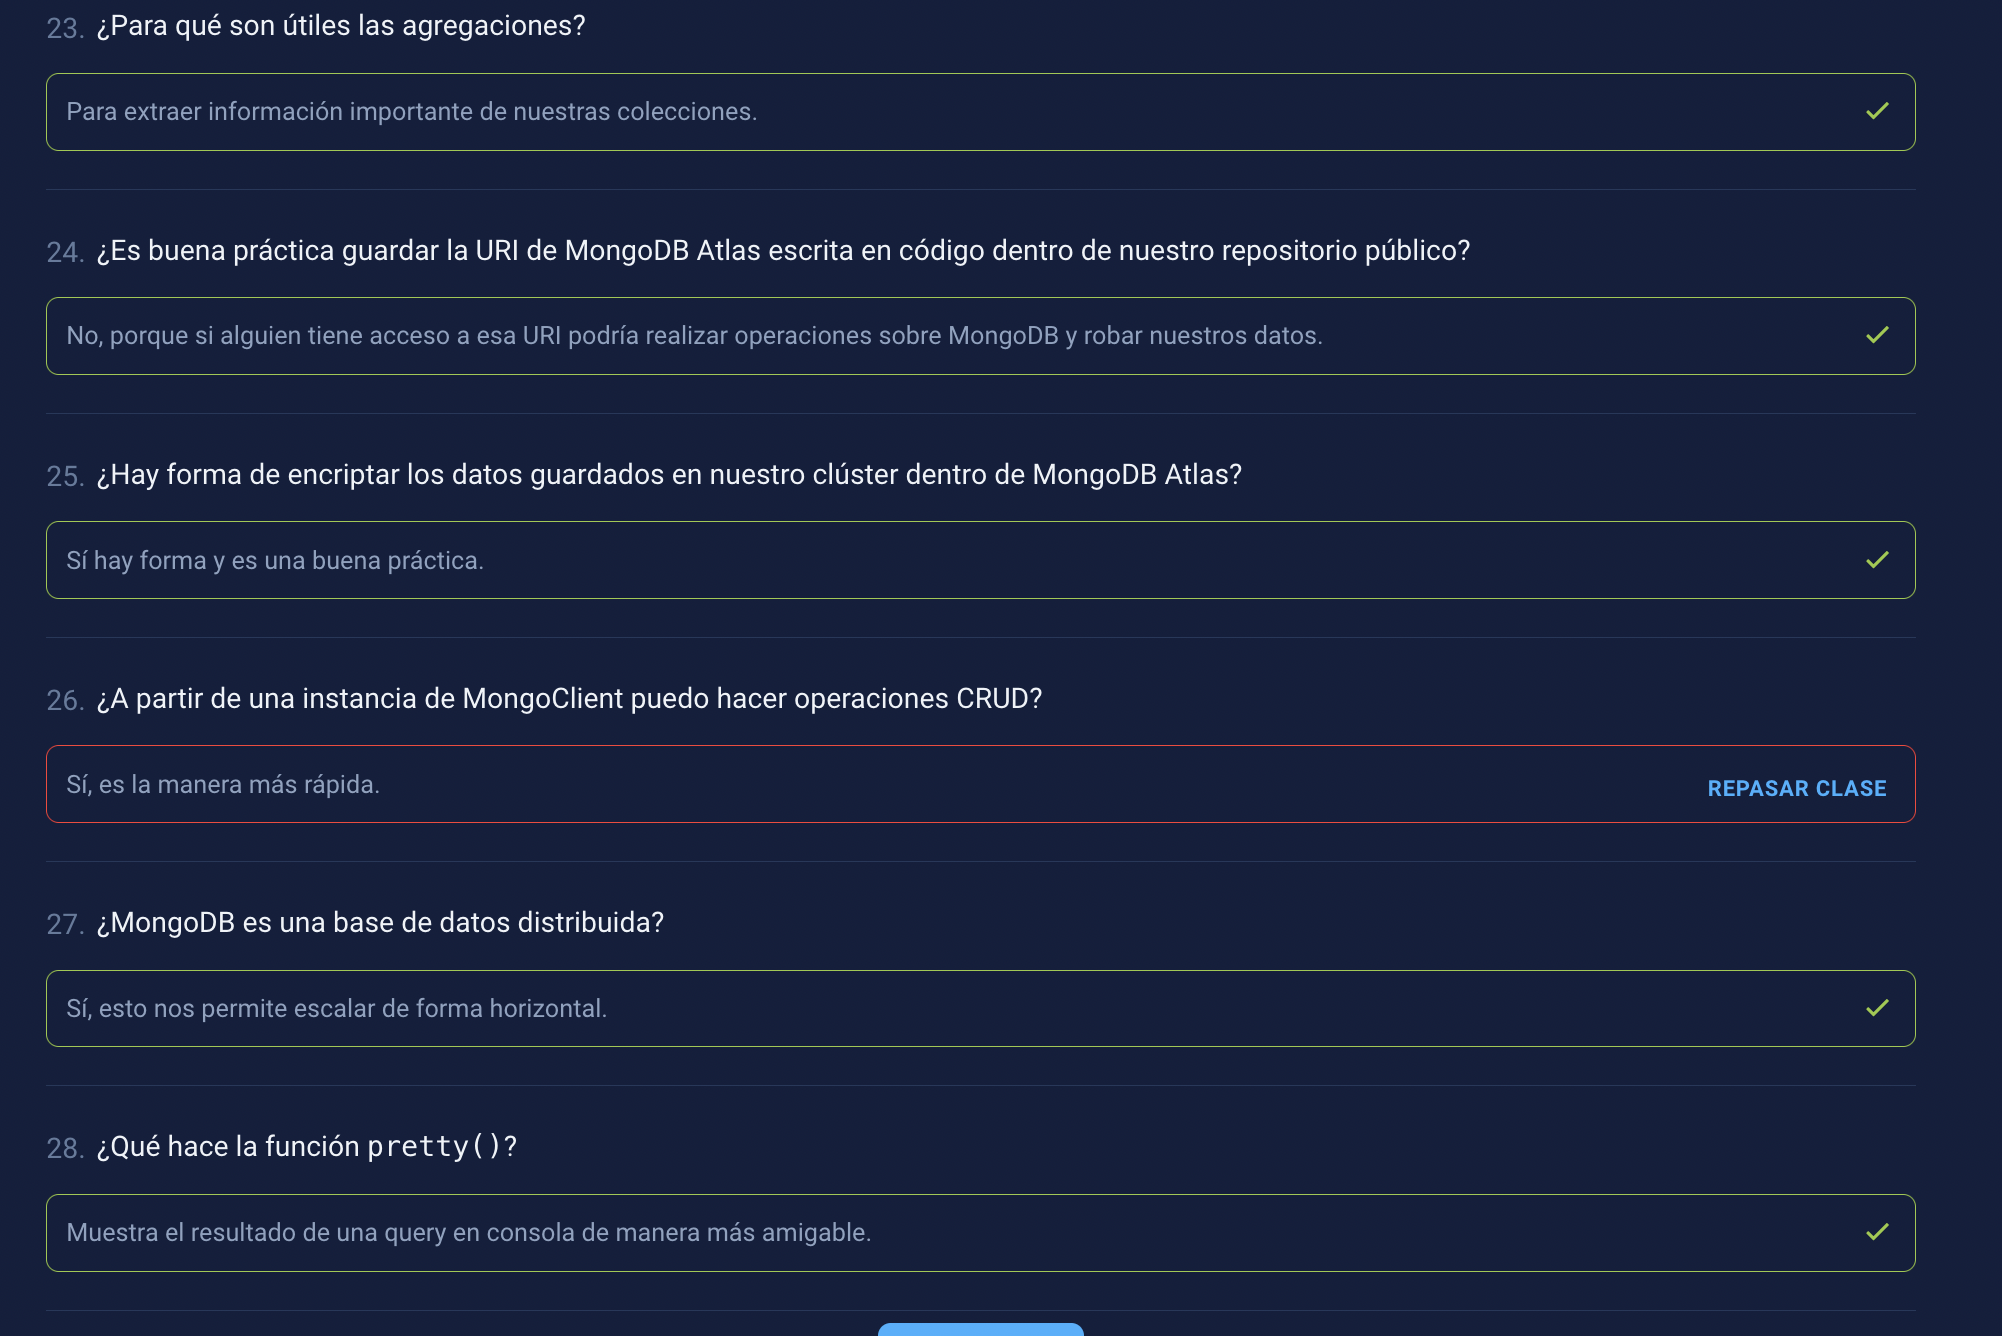 23. ¿Para qué son útiles las agregaciones?
Para extraer información importante de nuestras colecciones.
24. ¿Es buena práctica guardar la URI de MongoDB Atlas escrita en código dentro de nuestro repositorio público?
No, porque si alguien tiene acceso a esa URI podría realizar operaciones sobre MongoDB y robar nuestros datos.
25. ¿Hay forma de encriptar los datos guardados en nuestro clúster dentro de MongoDB Atlas?
Sí hay forma y es una buena práctica.
26. ¿A partir de una instancia de MongoClient puedo hacer operaciones CRUD?
Sí, es la manera más rápida. REPASAR CLASE
27. ¿MongoDB es una base de datos distribuida?
Sí, esto nos permite escalar de forma horizontal.
28. ¿Qué hace la función pretty()?
Muestra el resultado de una query en consola de manera más amigable.